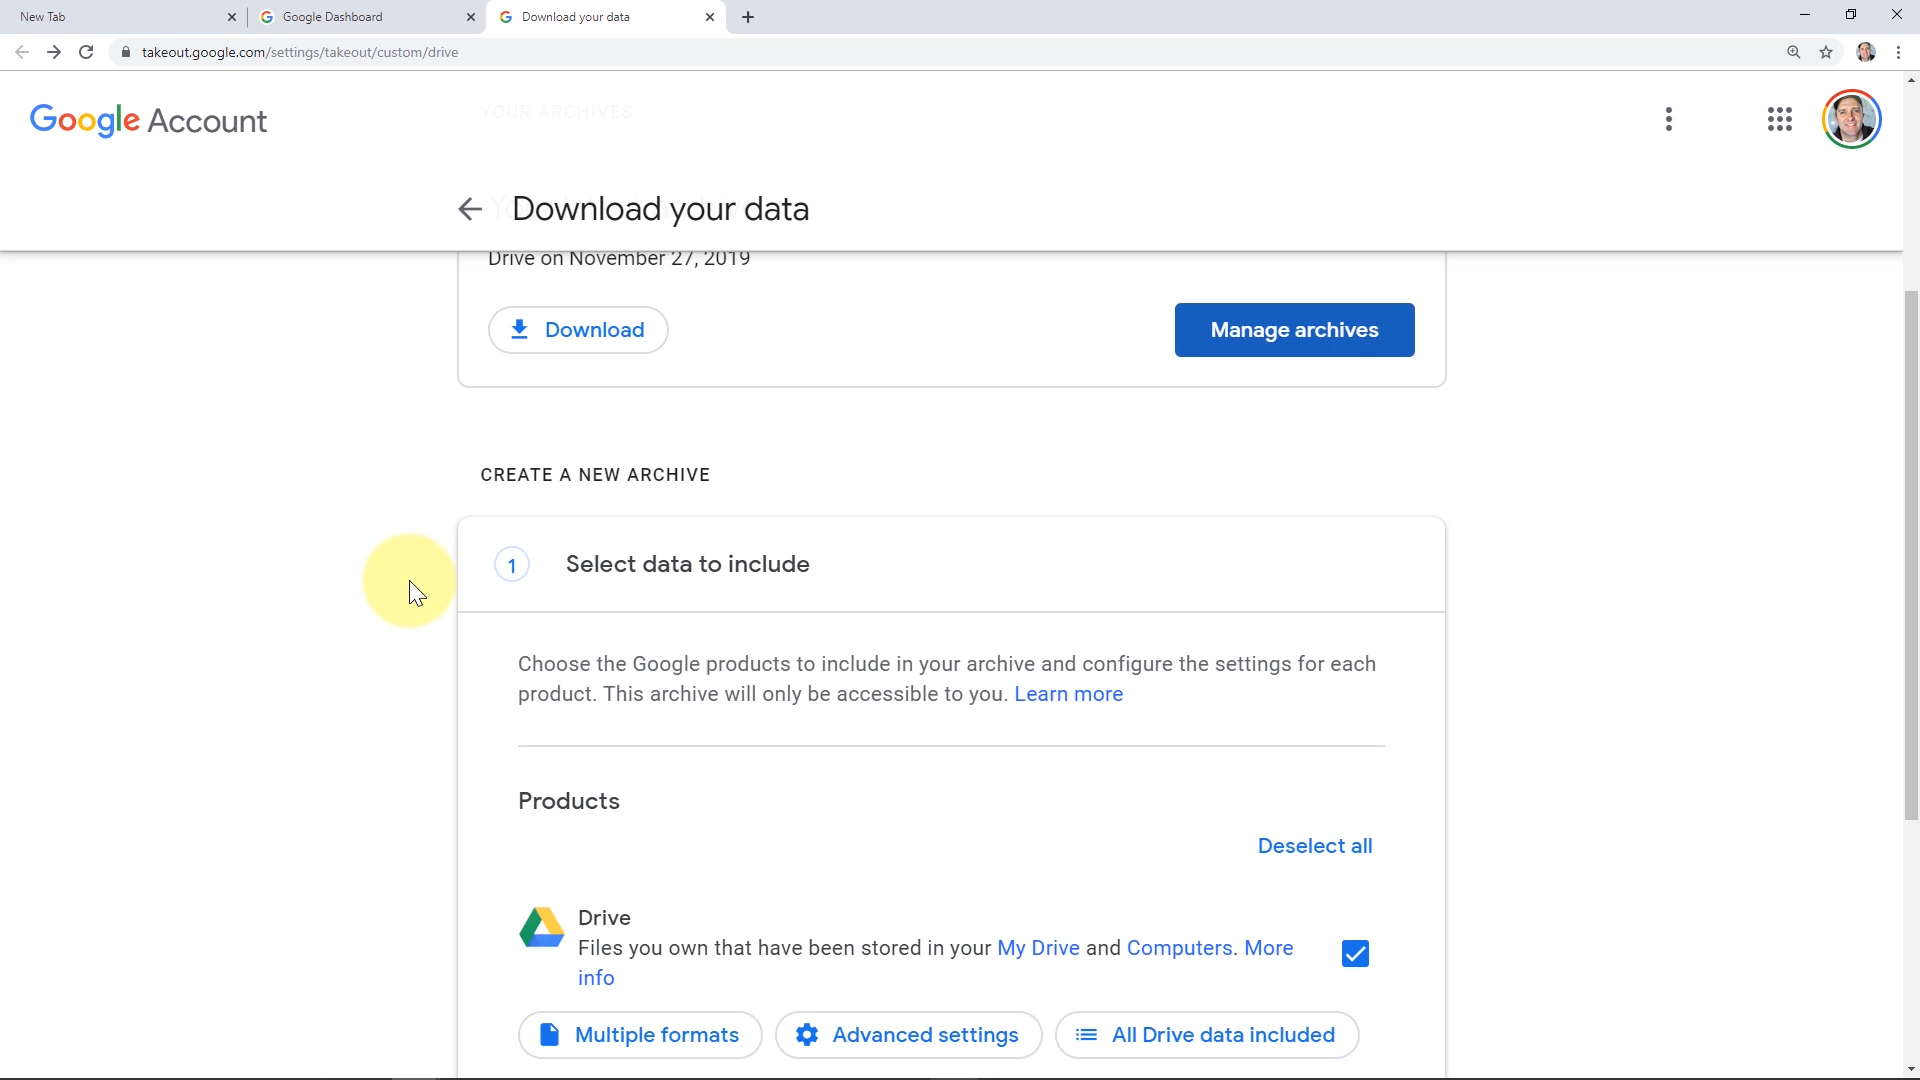 New Tab
Google Dashboard
Download your data
takeout.google.com/settings/takeout/custom/drive
Google Account
YOUR ARCHIVES
Download your data
Drive on November 27, 2019
Download
Manage archives
CREATE A NEW ARCHIVE
1 Select data to include
Choose the Google products to include in your archive and configure the settings for each
product. This archive will only be accessible to you. Learn more
Products
Deselect all
Drive
Files you own that have been stored in your My Drive and Computers. More
info
Multiple formats
Advanced settings
All Drive data included